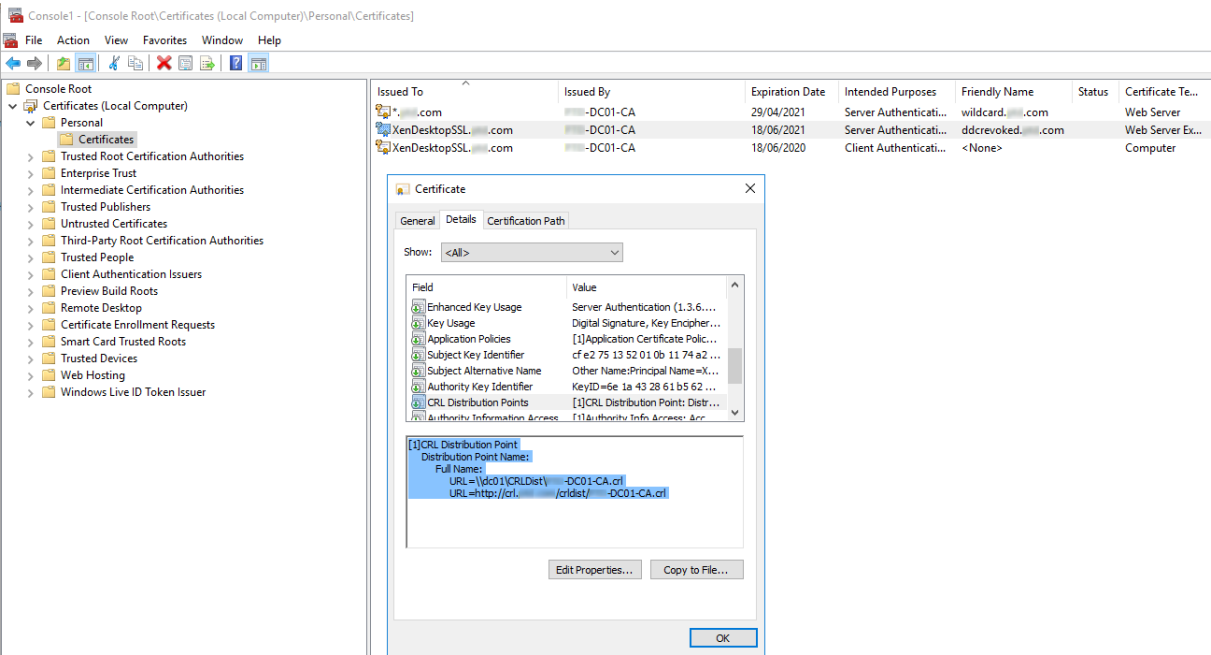 Console1 - [Console Root\Certificates (Local Computer)\Personal\Certificates]
File Action View Favorites Window Help
Console Root
Certificates (Local Computer)
Personal
Certificates
Trusted Root Certification Authorities
Enterprise Trust
Intermediate Certification Authorities
Trusted Publishers
Untrusted Certificates
Third-Party Root Certification Authorities
Trusted People
Client Authentication Issuers
Preview Build Roots
Remote Desktop
Certificate Enrollment Requests
Smart Card Trusted Roots
Trusted Devices
Web Hosting
Windows Live ID Token Issuer
Issued To Issued By Expiration Date Intended Purposes Friendly Name Status Certificate Te...
*. .com -DC01-CA 29/04/2021 Server Authenticati... wildcard. .com Web Server
XenDesktopSSL. .com -DC01-CA 18/06/2021 Server Authenticati... ddcrevoked. .com Web Server Ex...
XenDesktopSSL. .com -DC01-CA 18/06/2020 Client Authenticati... <None> Computer
Certificate
General Details Certification Path
Show: <All>
Field Value
Enhanced Key Usage Server Authentication (1.3.6....
Key Usage Digital Signature, Key Encipher...
Application Policies [1]Application Certificate Polic...
Subject Key Identifier cf e2 75 13 52 01 0b 11 74 a2 ...
Subject Alternative Name Other Name:Principal Name=X...
Authority Key Identifier KeyID=6e 1a 43 28 61 b5 62 ...
CRL Distribution Points [1]CRL Distribution Point: Distr...
Authority Information Access [1]Authority Info Access: Acc...
[1]CRL Distribution Point
Distribution Point Name:
Full Name:
URL=\\dc01\CRLDist\ -DC01-CA.crl
URL=http://crl. /crldist/ -DC01-CA.crl
Edit Properties... Copy to File...
OK